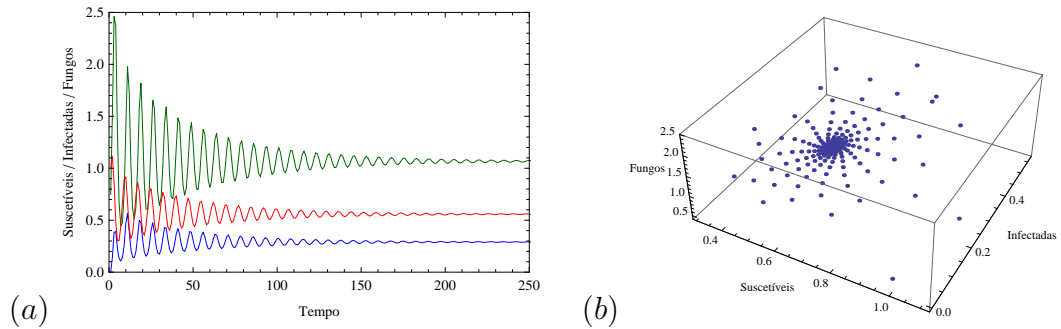 Suscetíveis / Infectadas / Fungos
2.5
2.0
1.5
1.0
0.5
0.0
0 50 100 150 200 250
Tempo
(a)
2.5
2.0
1.5
1.0
0.5
Fungos
0.4 0.6 0.8 1.0
Suscetíveis
0.0 0.2 0.4
Infectadas
(b)